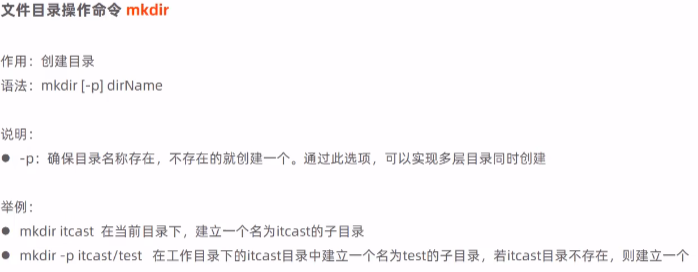 文件目录操作命令 mkdir
作用：创建目录
语法：mkdir [-p] dirName
说明：
● -p：确保目录名称存在，不存在的就创建一个。通过此选项，可以实现多层目录同时创建
举例：
● mkdir itcast 在当前目录下，建立一个名为itcast的子目录
● mkdir -p itcast/test 在工作目录下的itcast目录中建立一个名为test的子目录，若itcast目录不存在，则建立一个